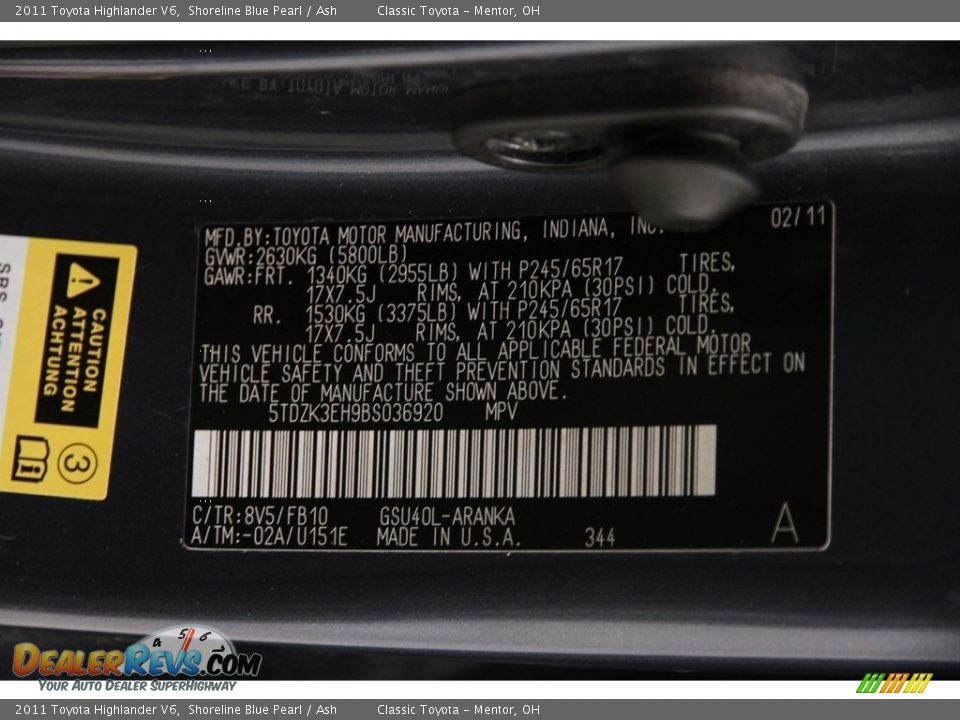 2011 Toyota Highlander V6, Shoreline Blue Pearl / Ash Classic Toyota - Mentor, OH
02/11
MFD.BY:TOYOTA MOTOR MANUFACTURING, INDIANA, INC.
GVWR:2630KG (5800LB)
GAWR:FRT. 1340KG (2955LB) WITH P245/65R17 TIRES,
17X7.5J RIMS, AT 210KPA (30PSI) COLD.
RR. 1530KG (3375LB) WITH P245/65R17 TIRES,
17X7.5J RIMS, AT 210KPA (30PSI) COLD.
THIS VEHICLE CONFORMS TO ALL APPLICABLE FEDERAL MOTOR
VEHICLE SAFETY AND THEFT PREVENTION STANDARDS IN EFFECT ON
THE DATE OF MANUFACTURE SHOWN ABOVE.
5TDZK3EH9BS036920 MPV
C/TR:8V5/FB10 GSU40L-ARANKA
A/TM:-02A/U151E MADE IN U.S.A. 344
A
CAUTION
ATTENTION
ACHTUNG
3
SRS
4 5 6
DEALERREVS.COM
YOUR AUTO DEALER SUPERHIGHWAY
2011 Toyota Highlander V6, Shoreline Blue Pearl / Ash Classic Toyota - Mentor, OH